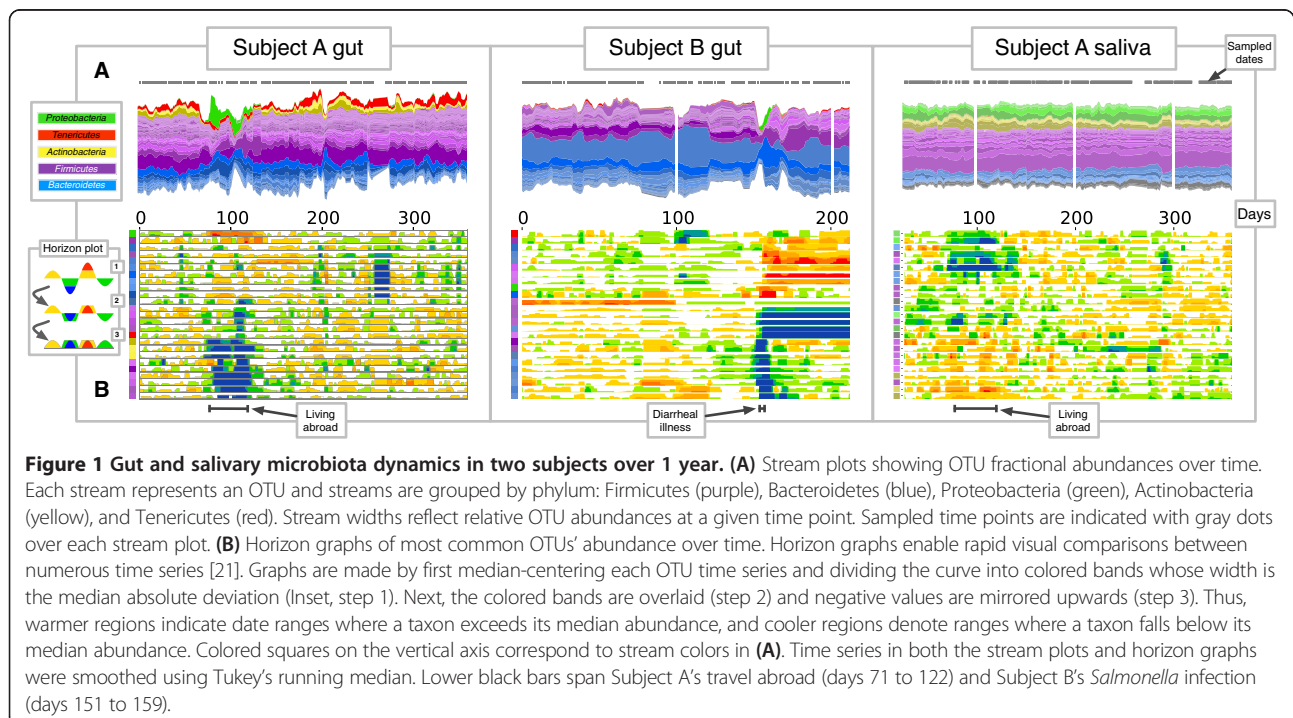 Subject A gut
Subject B gut
Subject A saliva
A
Sampled
dates
Proteobacteria
Tenericutes
Actinobacteria
Firmicutes
Bacteroidetes
0 100 200 300
0 100 200
100 200 300
Days
Horizon plot
1
2
3
B
Living
abroad
Diarrheal
illness
Living
abroad
Figure 1 Gut and salivary microbiota dynamics in two subjects over 1 year. (A) Stream plots showing OTU fractional abundances over time.
Each stream represents an OTU and streams are grouped by phylum: Firmicutes (purple), Bacteroidetes (blue), Proteobacteria (green), Actinobacteria
(yellow), and Tenericutes (red). Stream widths reflect relative OTU abundances at a given time point. Sampled time points are indicated with gray dots
over each stream plot. (B) Horizon graphs of most common OTUs' abundance over time. Horizon graphs enable rapid visual comparisons between
numerous time series [21]. Graphs are made by first median-centering each OTU time series and dividing the curve into colored bands whose width is
the median absolute deviation (Inset, step 1). Next, the colored bands are overlaid (step 2) and negative values are mirrored upwards (step 3). Thus,
warmer regions indicate date ranges where a taxon exceeds its median abundance, and cooler regions denote ranges where a taxon falls below its
median abundance. Colored squares on the vertical axis correspond to stream colors in (A). Time series in both the stream plots and horizon graphs
were smoothed using Tukey's running median. Lower black bars span Subject A's travel abroad (days 71 to 122) and Subject B's Salmonella infection
(days 151 to 159).